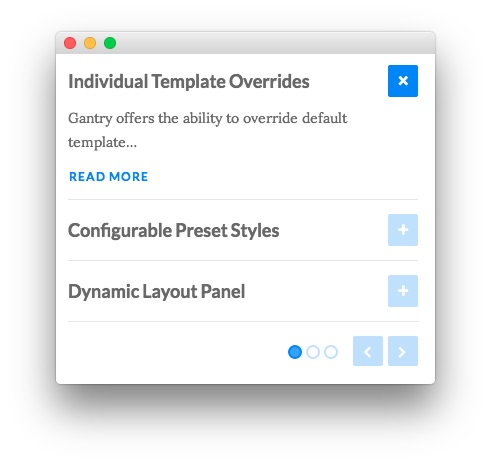 Individual Template Overrides
Gantry offers the ability to override default
template...
READ MORE
Configurable Preset Styles
Dynamic Layout Panel